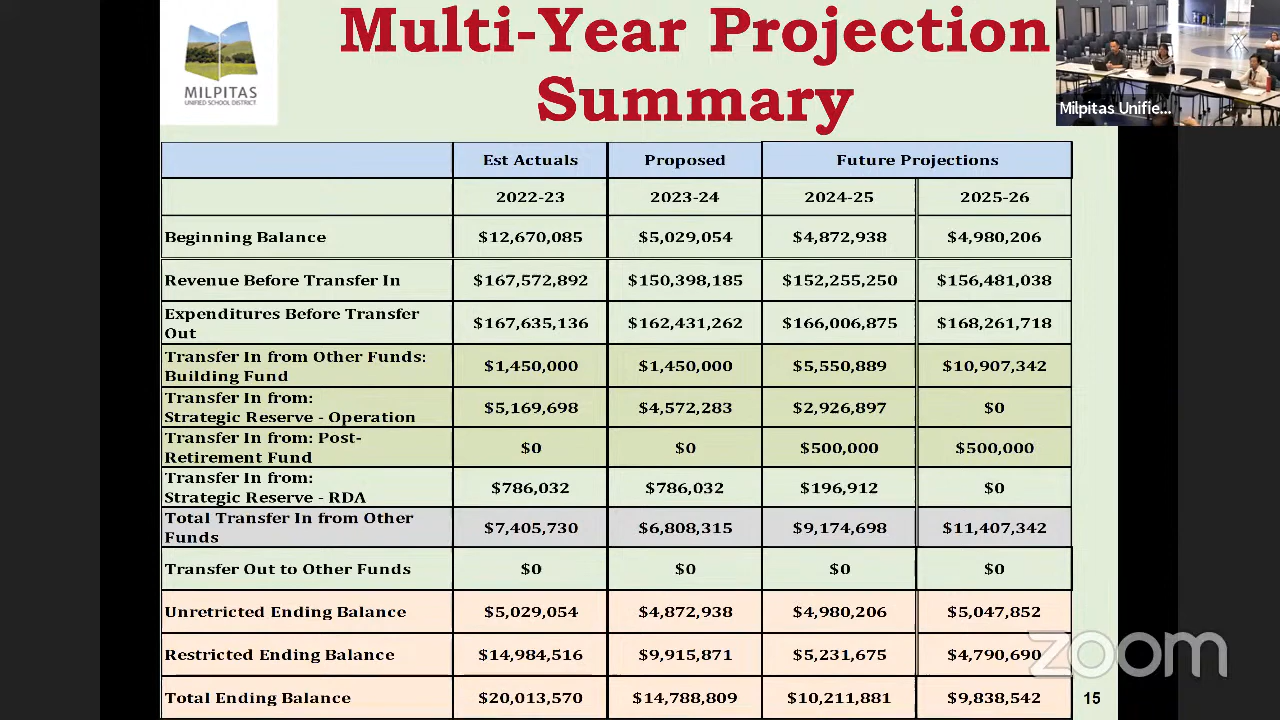 MILPITAS
UNIFIED SCHOOL DISTRICT
Multi-Year Projection
Summary
Milpitas Unifie...
Est Actuals Proposed Future Projections
2022-23 2023-24 2024-25 2025-26
Beginning Balance $12,670,085 $5,029,054 $4,872,938 $4,980,206
Revenue Before Transfer In $167,572,892 $150,398,185 $152,255,250 $156,481,038
Expenditures Before Transfer
Out $167,635,136 $162,431,262 $166,006,875 $168,261,718
Transfer In from Other Funds:
Building Fund $1,450,000 $1,450,000 $5,550,889 $10,907,342
Transfer In from:
Strategic Reserve - Operation $5,169,698 $4,572,283 $2,926,897 $0
Transfer In from: Post-
Retirement Fund $0 $0 $500,000 $500,000
Transfer In from:
Strategic Reserve - RDA $786,032 $786,032 $196,912 $0
Total Transfer In from Other
Funds $7,405,730 $6,808,315 $9,174,698 $11,407,342
Transfer Out to Other Funds $0 $0 $0 $0
Unretricted Ending Balance $5,029,054 $4,872,938 $4,980,206 $5,047,852
Restricted Ending Balance $14,984,516 $9,915,871 $5,231,675 $4,790,690
Total Ending Balance $20,013,570 $14,788,809 $10,211,881 $9,838,542
zoom
15